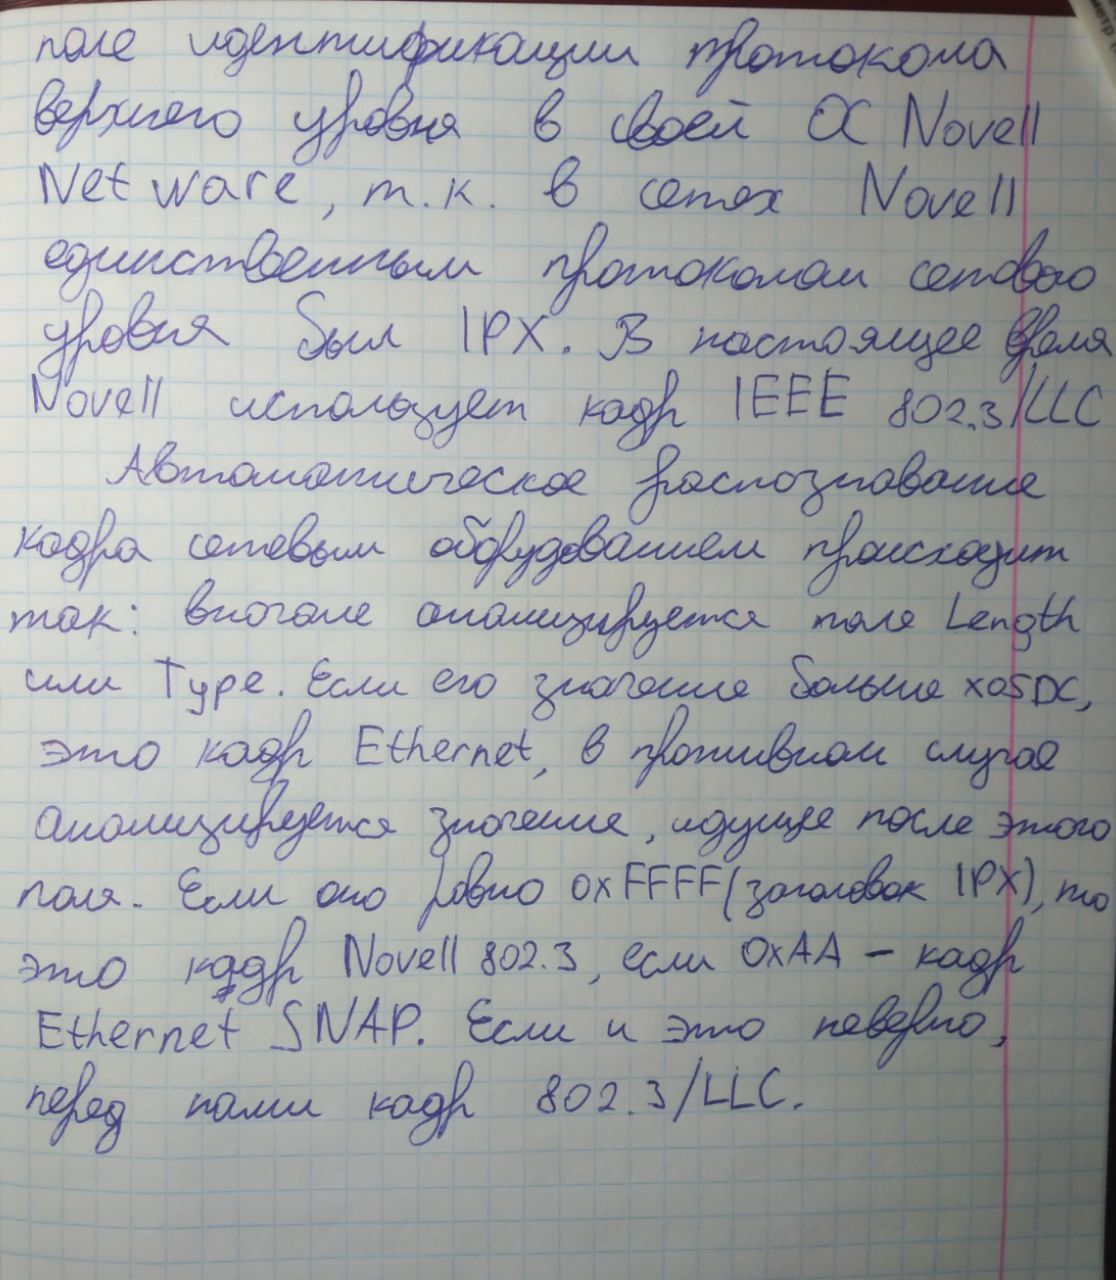 поле идентификации протокола
верхнего уровня в своей ОС Novell
Netware, т.к. в сетях Novell
единственным протоколом сетевого
уровня был IPX. В настоящее время
Novell использует кадр IEEE 802.3/LLC
Автоматическое распознавание
кадра сетевым оборудованием происходит
так: вначале анализируется поле Length
или Type. Если его значение больше x05DC,
это кадр Ethernet, в противном случае
анализируется значение, идущее после этого
поля. Если оно равно 0xFFFF (заголовок IPX), то
это кадр Novell 802.3, если 0xAA – кадр
Ethernet SNAP. Если и это неверно,
перед нами кадр 802.3/LLC.